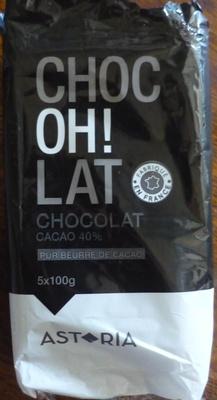 CHOC
OH!
LAT
FABRIQUÉ
EN FRANCE
CHOCOLAT
CACAO 40%
PUR BEURRE DE CACAO
5x100g
ASTORIA